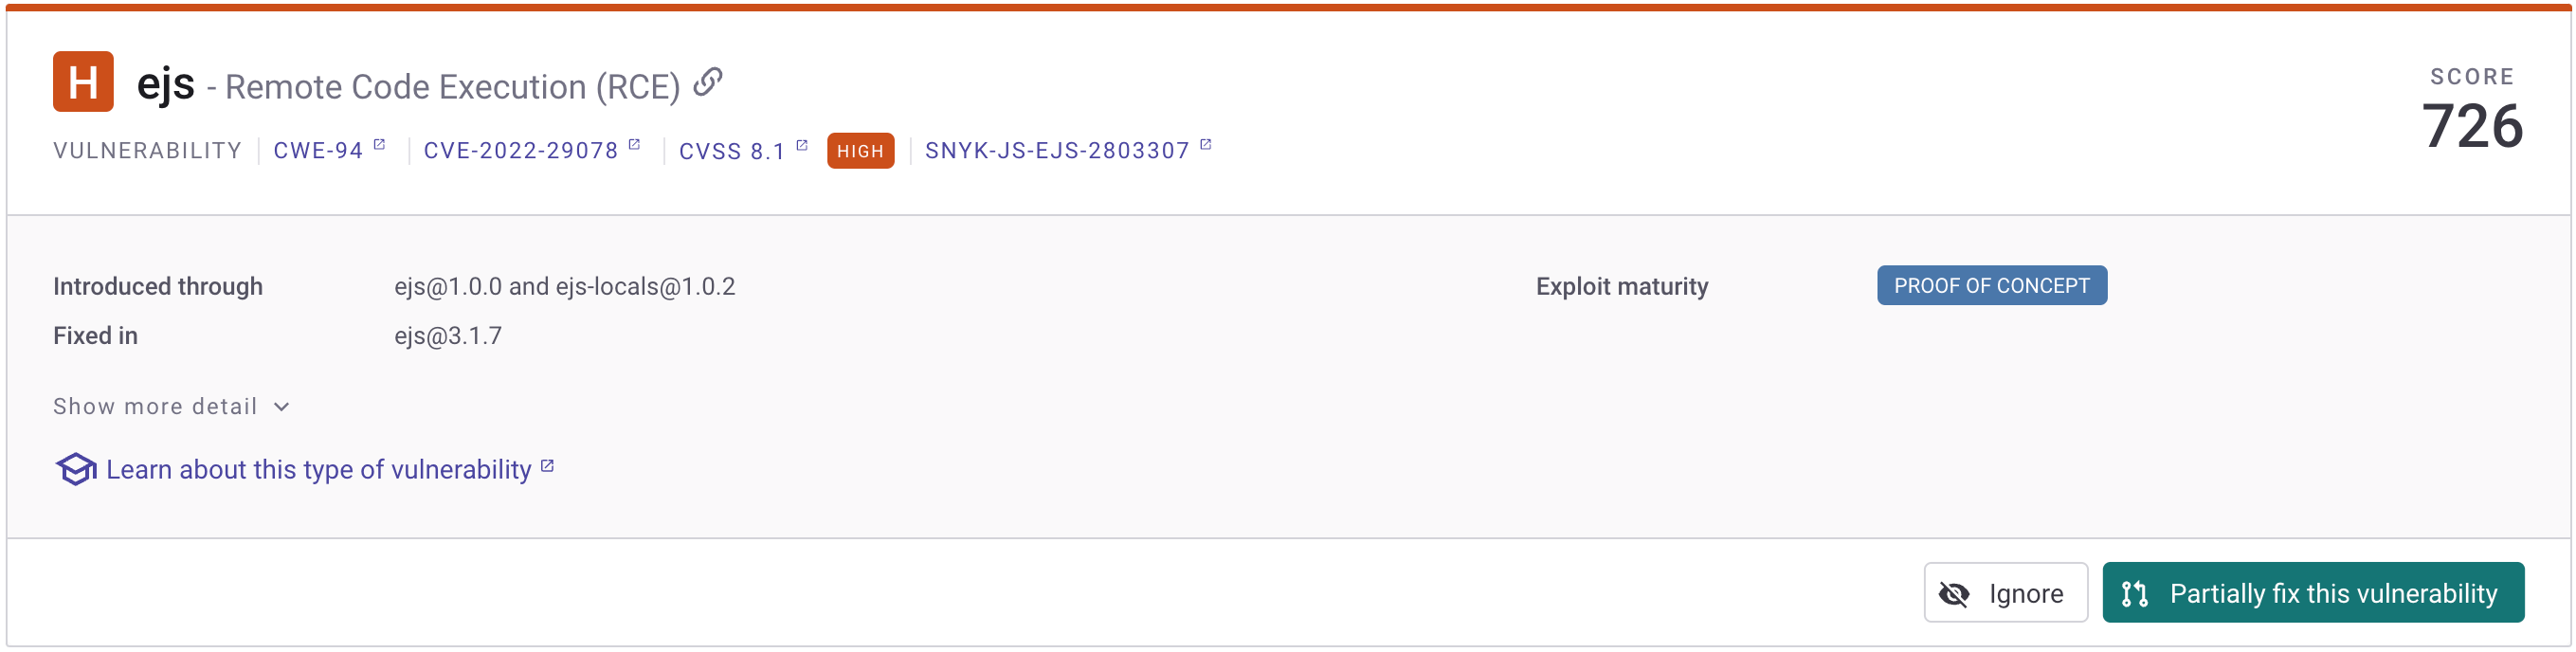 H ejs - Remote Code Execution (RCE)
SCORE
726
VULNERABILITY CWE-94 CVE-2022-29078 CVSS 8.1 HIGH SNYK-JS-EJS-2803307
Introduced through ejs@1.0.0 and ejs-locals@1.0.2 Exploit maturity PROOF OF CONCEPT
Fixed in ejs@3.1.7
Show more detail
Learn about this type of vulnerability
Ignore Partially fix this vulnerability